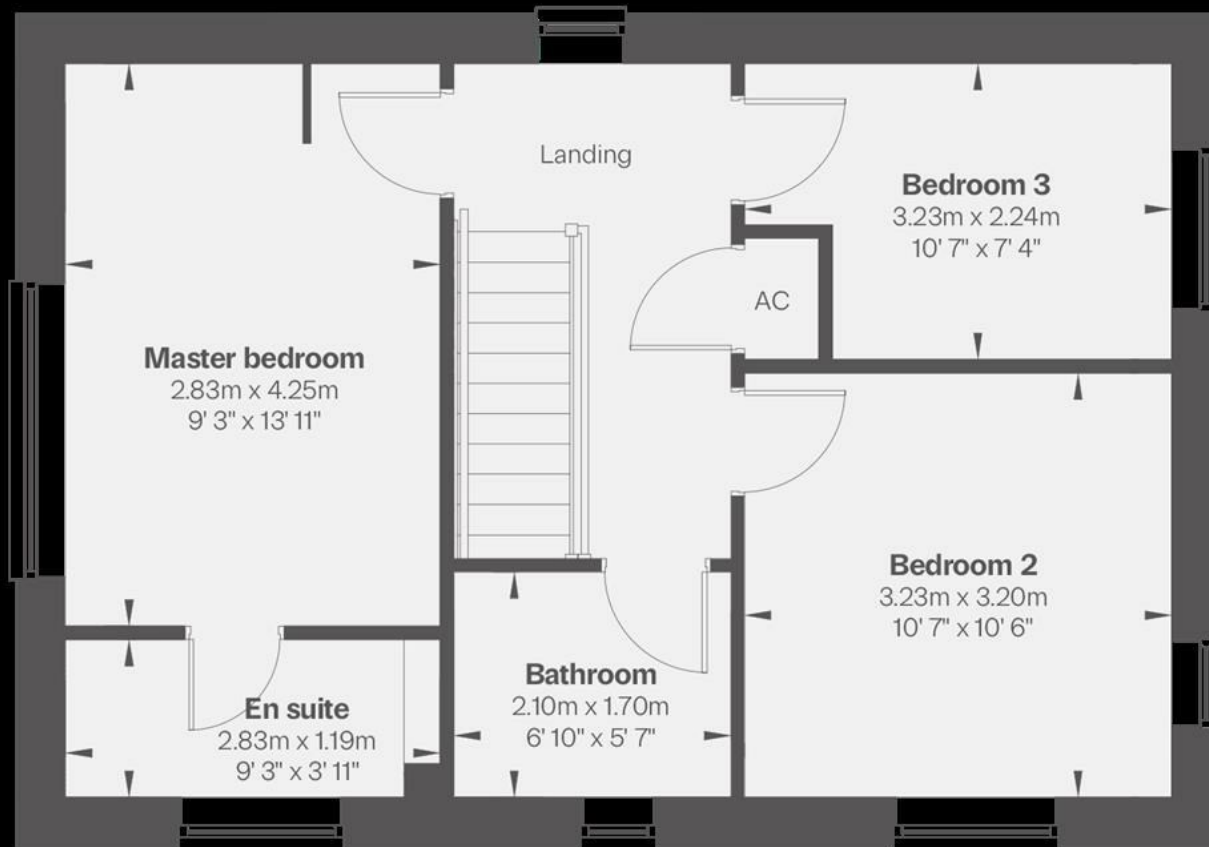 Landing
Bedroom 3
3.23m x 2.24m
10' 7" x 7' 4"
AC
Master bedroom
2.83m x 4.25m
9' 3" x 13' 11"
Bedroom 2
3.23m x 3.20m
10' 7" x 10' 6"
Bathroom
2.10m x 1.70m
6' 10" x 5' 7"
En suite
2.83m x 1.19m
9' 3" x 3' 11"